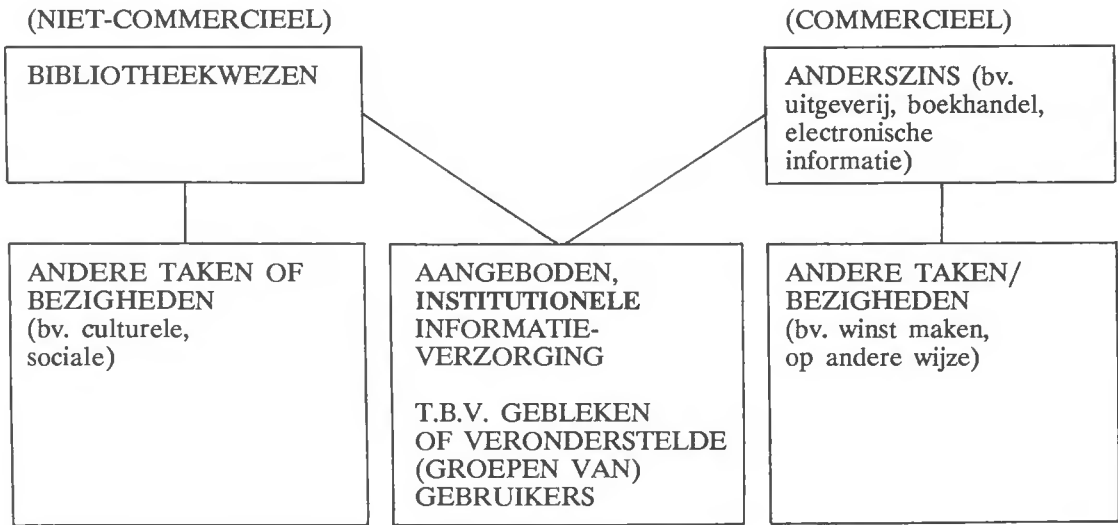 (NIET-COMMERCIEEL)
BIBLIOTHEEKWEZEN
(COMMERCIEEL)
ANDERSZINS (bv.
uitgeverij, boekhandel,
electronische
informatie)
ANDERE TAKEN OF
BEZIGHEDEN
(bv. culturele,
sociale)
AANGEBODEN,
INSTITUTIONELE
INFORMATIE-
VERZORGING
T.B.V. GEBLEKEN
OF VERONDERSTELDE
(GROEPEN VAN)
GEBRUIKERS
ANDERE TAKEN/
BEZIGHEDEN
(bv. winst maken,
op andere wijze)